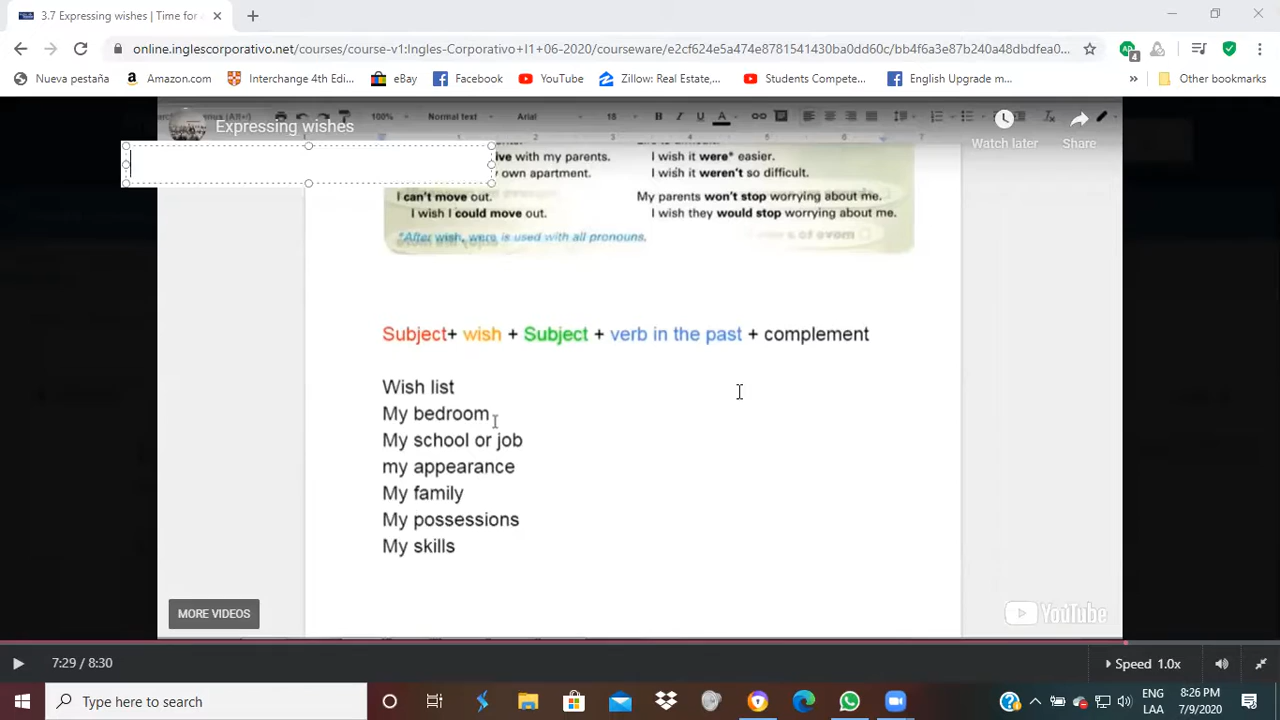 3.7 Expressing wishes | Time for
online.inglescorporativo.net/courses/course-v1:Ingles-Corporativo+I1+06-2020/courseware/e2cf624e5a474e8781541430ba0dd60c/bb4f6a3e87b240a48dbdfea0...
4
Nueva pestaña Amazon.com Interchange 4th Edi... eBay Facebook YouTube Zillow: Real Estate,... Students Compete... English Upgrade m... » Other bookmarks
100% Normal text Arial 18 B I U A
Expressing wishes
Watch later Share
with my parents. I wish it were* easier.
own apartment. I wish it weren't so difficult.
I can't move out. My parents won't stop worrying about me.
I wish I could move out. I wish they would stop worrying about me.
*After wish, were is used with all pronouns.
Subject+ wish + Subject + verb in the past + complement
Wish list
My bedroom
My school or job
my appearance
My family
My possessions
My skills
MORE VIDEOS
YouTube
7:29 / 8:30 Speed 1.0x
Type here to search
ENG 8:26 PM
LAA 7/9/2020